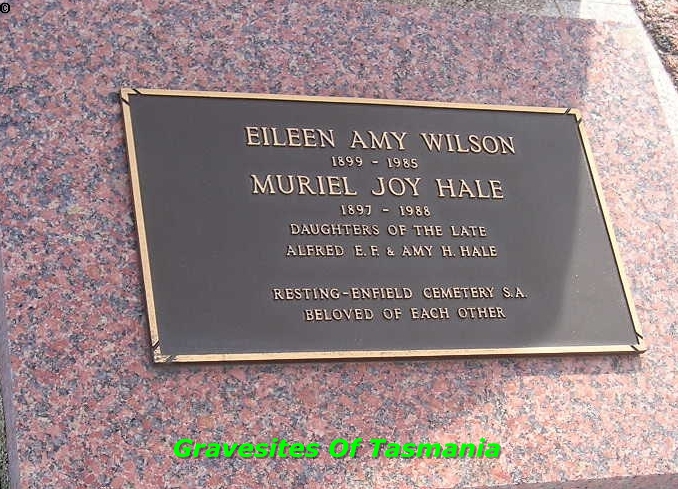 ©
EILEEN AMY WILSON
1899 - 1985
MURIEL JOY HALE
1897 - 1988
DAUGHTERS OF THE LATE
ALFRED E. F. & AMY H. HALE
RESTING-ENFIELD CEMETERY S.A.
BELOVED OF EACH OTHER
Gravesites Of Tasmania